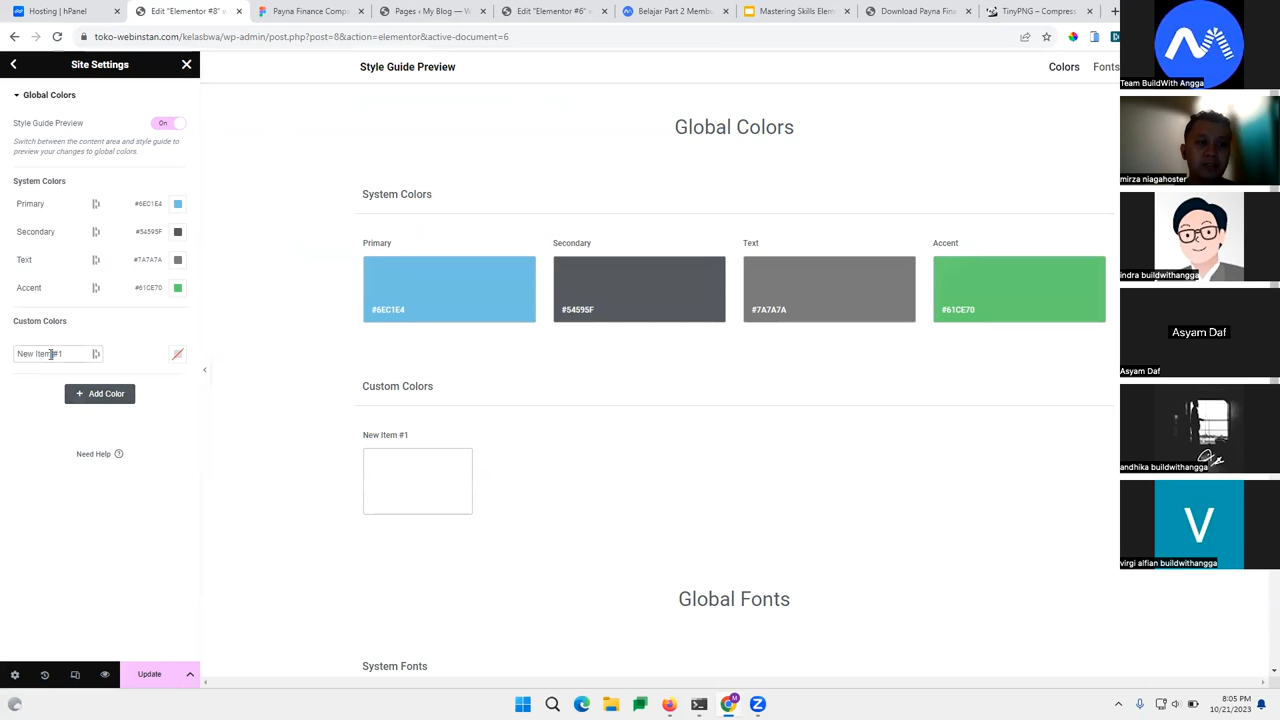 Edit "Edit #8"
Payna Finance
Pages ‹ My Blog —
Edit "Elementor #6"
Belajar Part 2 Membu
Mastering Skills Elem
Download Payna Finan
TinyPNG – Compress
toko-webinstan.com/kelasbwa/wp-admin/post.php?post=8&action=elementor&active-document=6
Site Settings
Style Guide Preview
Colors
Fonts
Global Colors
Style Guide Preview
On
Switch between the content area and style guide to
preview your changes to global colors.
System Colors
Primary
#6EC1E4
Secondary
#54595F
Text
#7A7A7A
Accent
#61CE70
Custom Colors
New Item #1
Add Color
Need Help
Update
Global Colors
System Colors
Primary
Secondary
Text
Accent
#6EC1E4
#54595F
#7A7A7A
#61CE70
Custom Colors
New Item #1
Global Fonts
System Fonts
Team BuildWith Angga
mirza niagahoster
indra buildwithangga
Asyam Daf
Asyam Daf
andhika buildwithangga
V
virgi alfian buildwithangga
M
8:05 PM
10/21/2023